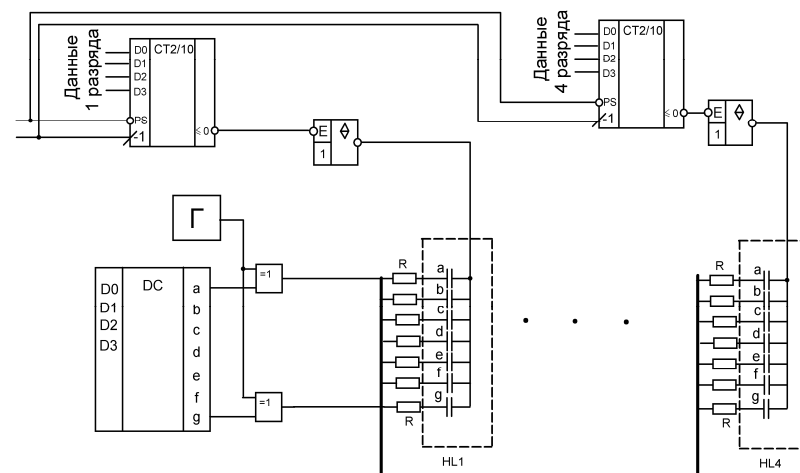 Данные
1 разряда
D0
D1
D2
D3
PS
-1
CT2/10
≤ 0
E
1
Данные
4 разряда
D0
D1
D2
D3
PS
-1
CT2/10
≤ 0
E
1
Г
D0
D1
D2
D3
DC
a
b
c
d
e
f
g
=1
=1
R
a
b
c
d
e
f
g
R
HL1
R
a
b
c
d
e
f
g
R
HL4